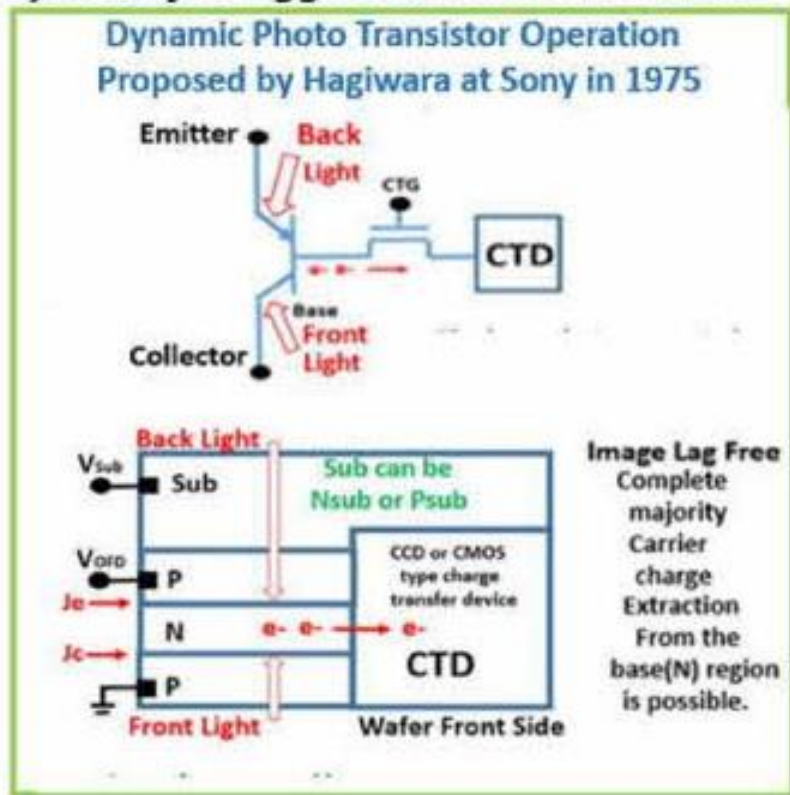 Dynamic Photo Transistor Operation
Proposed by Hagiwara at Sony in 1975
Emitter
Back
Light
CTG
CTD
Base
Front
Light
Collector
Back Light
VSub
Sub
Sub can be
Nsub or Psub
VOFD
P
Je
N
e- e- e-
Jc
P
CCD or CMOS
type charge
transfer device
CTD
Front Light
Wafer Front Side
Image Lag Free
Complete
majority
Carrier
charge
Extraction
From the
base(N) region
is possible.